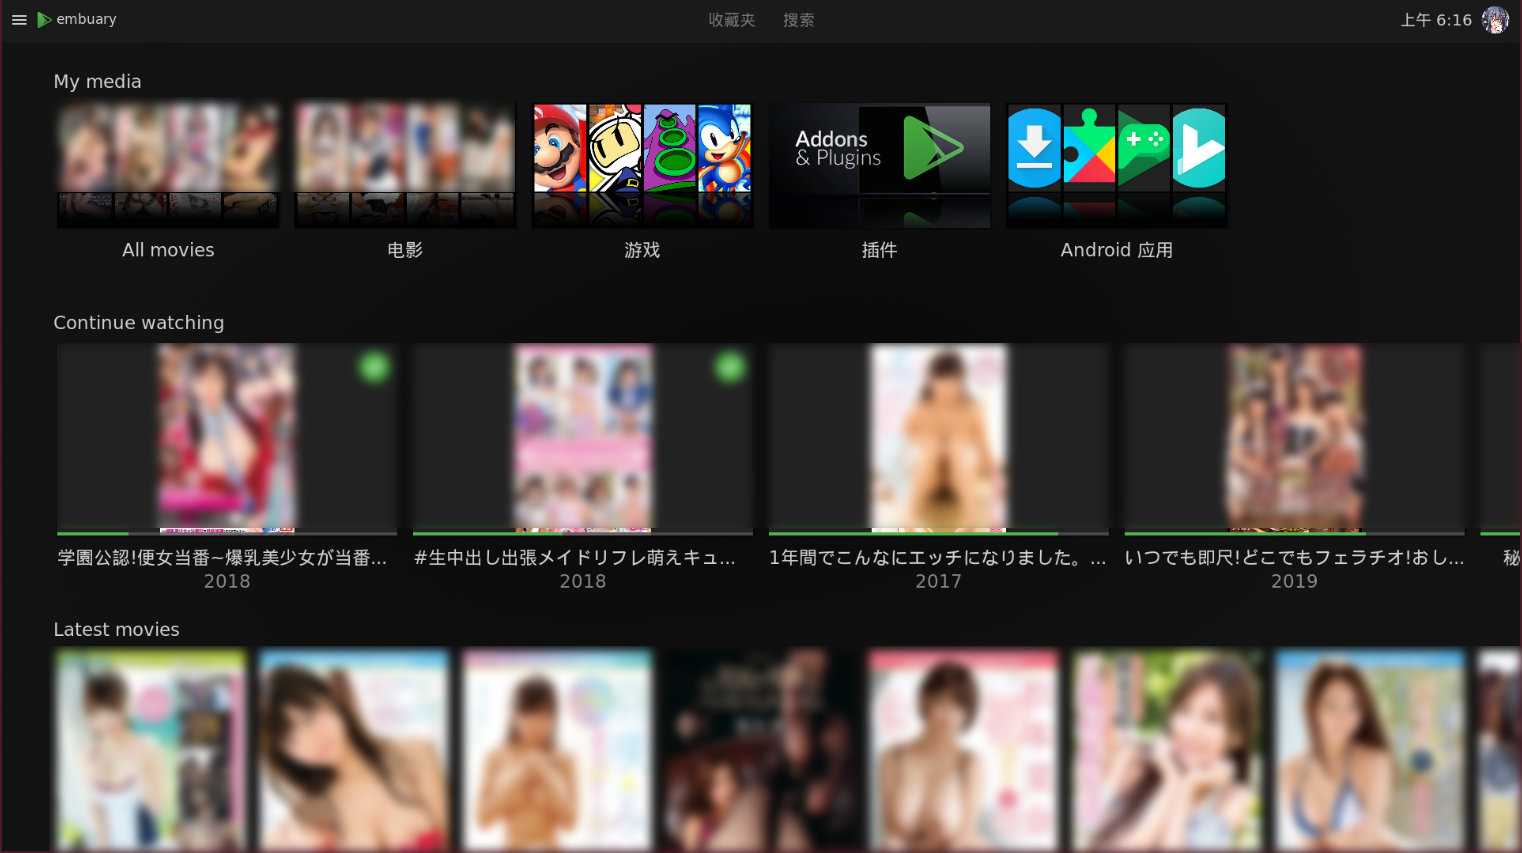 embuary
收藏夹 搜索
上午 6:16
My media
Addons
& Plugins
All movies
电影
游戏
插件
Android 应用
Continue watching
学園公認!便女当番~爆乳美少女が当番...
2018
#生中出し出張メイドリフレ萌えキュ...
2018
1年間でこんなにエッチになりました。...
2017
いつでも即尺!どこでもフェラチオ!おし...
2019
秘
Latest movies